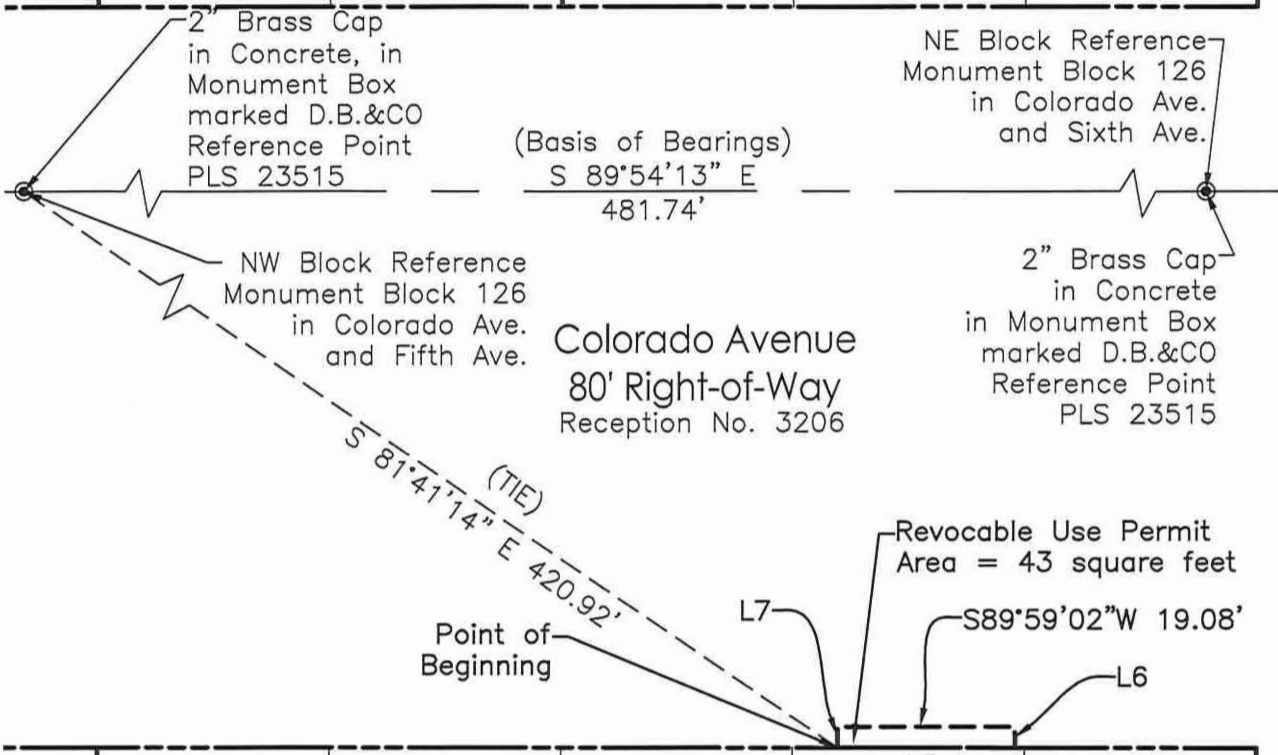 2" Brass Cap
in Concrete, in
Monument Box
marked D.B.&CO
Reference Point
PLS 23515
(Basis of Bearings)
S 89°54'13" E
481.74'
NE Block Reference
Monument Block 126
in Colorado Ave.
and Sixth Ave.
NW Block Reference
Monument Block 126
in Colorado Ave.
and Fifth Ave.
2" Brass Cap
in Concrete
in Monument Box
marked D.B.&CO
Reference Point
PLS 23515
Colorado Avenue
80' Right-of-Way
Reception No. 3206
(TIE)
S 81°41'14" E 420.92'
Revocable Use Permit
Area = 43 square feet
L7
S89°59'02"W 19.08'
Point of
Beginning
L6